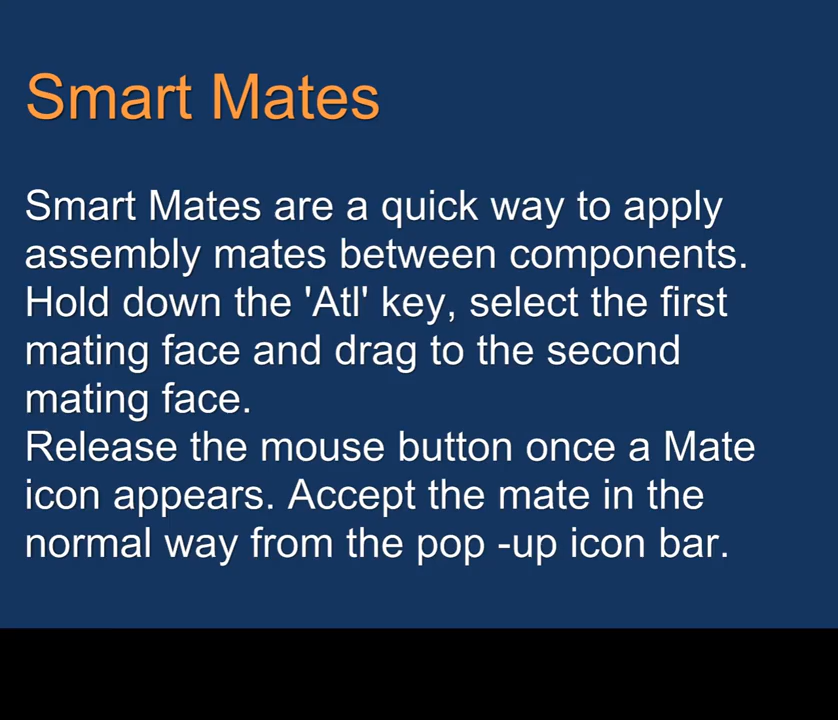 Smart Mates
Smart Mates are a quick way to apply
assembly mates between components.
Hold down the 'Atl' key, select the first
mating face and drag to the second
mating face.
Release the mouse button once a Mate
icon appears. Accept the mate in the
normal way from the pop -up icon bar.